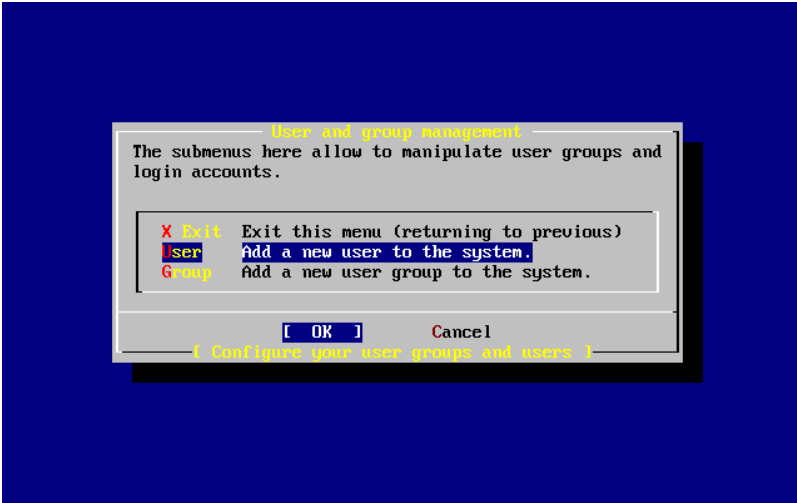 User and group management
The submenus here allow to manipulate user groups and
login accounts.
X Exit Exit this menu (returning to previous)
User Add a new user to the system.
Group Add a new user group to the system.
[ OK ] Cancel
[ Configure your user groups and users ]